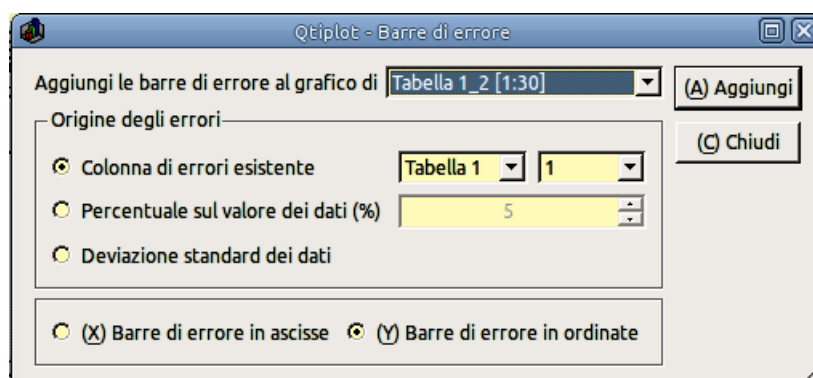 Qtiplot - Barre di errore
Aggiungi le barre di errore al grafico di Tabella 1_2 [1:30]
(A) Aggiungi
Origine degli errori
(C) Chiudi
Colonna di errori esistente Tabella 1 1
Percentuale sul valore dei dati (%) 5
Deviazione standard dei dati
(X) Barre di errore in ascisse (Y) Barre di errore in ordinate